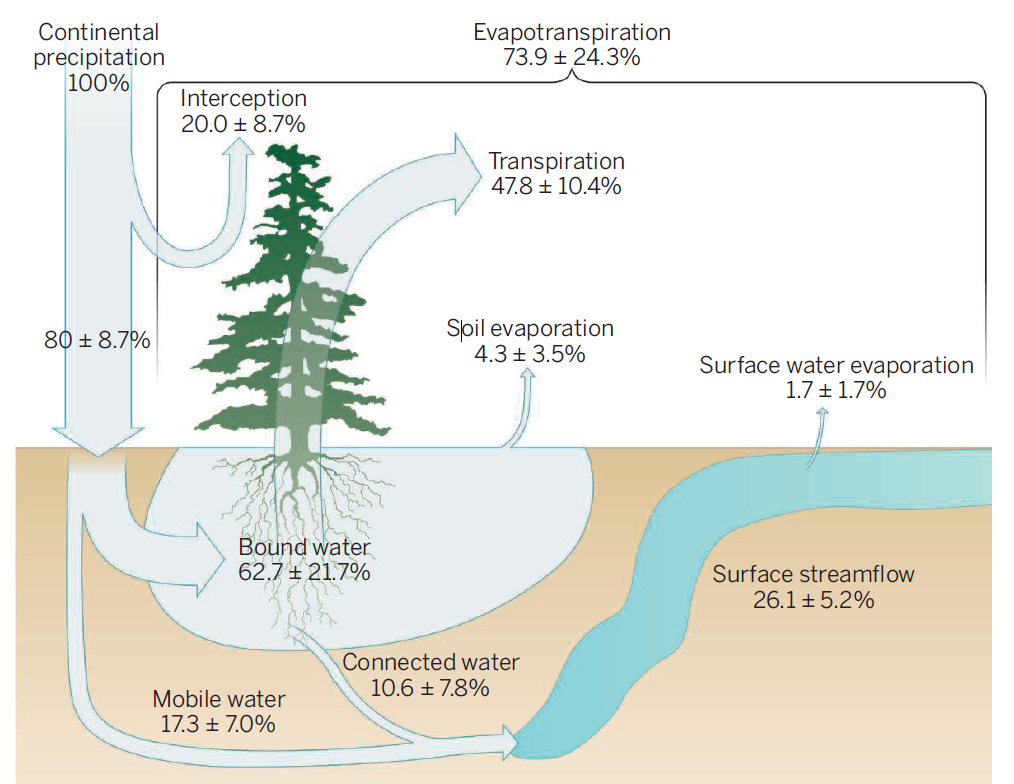 Continental
precipitation
100%
Evapotranspiration
73.9 ± 24.3%
Interception
20.0 ± 8.7%
Transpiration
47.8 ± 10.4%
80 ± 8.7%
Soil evaporation
4.3 ± 3.5%
Surface water evaporation
1.7 ± 1.7%
Bound water
62.7 ± 21.7%
Surface streamflow
26.1 ± 5.2%
Connected water
10.6 ± 7.8%
Mobile water
17.3 ± 7.0%